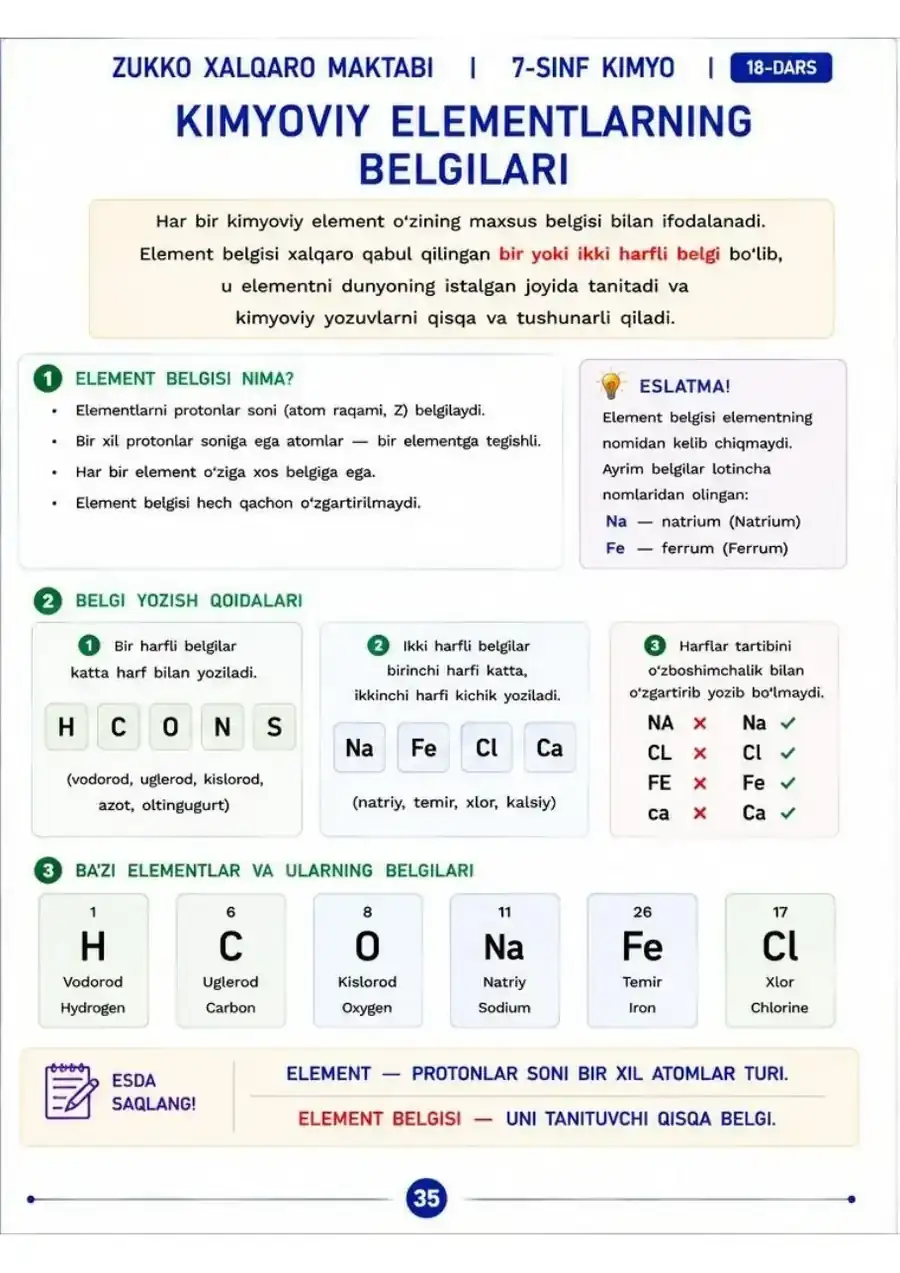 ZUKKO XALQARO MAKTABI | 7-SINF KIMYO | 18-DARS
KIMYOVIY ELEMENTLARNING
BELGILARI
Har bir kimyoviy element o‘zining maxsus belgisi bilan ifodalanadi.
Element belgisi xalqaro qabul qilingan bir yoki ikki harfli belgi bo‘lib,
u elementni dunyoning istalgan joyida tanitadi va
kimyoviy yozuvlarni qisqa va tushunarli qiladi.
1 ELEMENT BELGISI NIMA?
• Elementlarni protonlar soni (atom raqami, Z) belgilaydi.
• Bir xil protonlar soniga ega atomlar — bir elementga tegishli.
• Har bir element o‘ziga xos belgiga ega.
• Element belgisi hech qachon o‘zgartirilmaydi.
ESLATMA!
Element belgisi elementning
nomidan kelib chiqmaydi.
Ayrim belgilar lotincha
nomlaridan olingan:
Na — natrium (Natrium)
Fe — ferrum (Ferrum)
2 BELGI YOZISH QOIDALARI
1 Bir harfli belgilar
katta harf bilan yoziladi.
H C O N S
(vodorod, uglerod, kislorod,
azot, oltingugurt)
2 Ikki harfli belgilar
birinchi harfi katta,
ikkinchi harfi kichik yoziladi.
Na Fe Cl Ca
(natriy, temir, xlor, kalsiy)
3 Harflar tartibini
o‘zboshimchalik bilan
o‘zgartirib yozib bo‘lmaydi.
NA ✗ Na ✓
CL ✗ Cl ✓
FE ✗ Fe ✓
ca ✗ Ca ✓
3 BA'ZI ELEMENTLAR VA ULARNING BELGILARI
1
H
Vodorod
Hydrogen
6
C
Uglerod
Carbon
8
O
Kislorod
Oxygen
11
Na
Natriy
Sodium
26
Fe
Temir
Iron
17
Cl
Xlor
Chlorine
ESDA
SAQLANG!
ELEMENT — PROTONLAR SONI BIR XIL ATOMLAR TURI.
ELEMENT BELGISI — UNI TANITUVCHI QISQA BELGI.
35